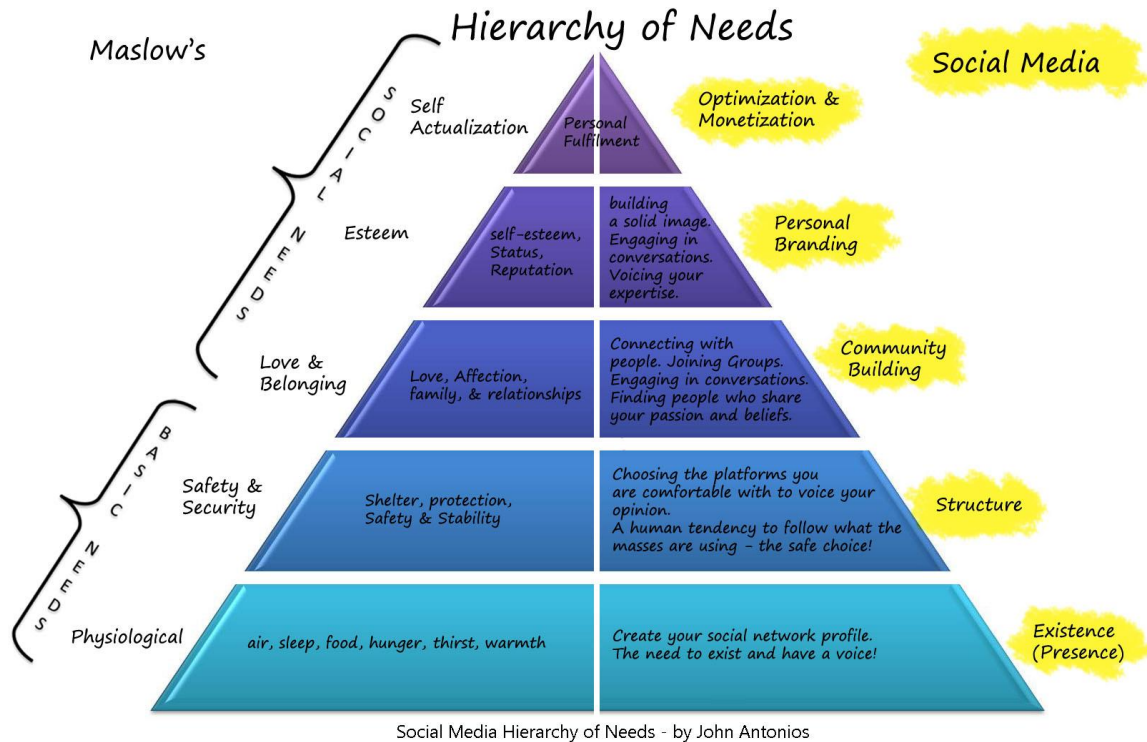 Maslow's
Hierarchy of Needs
Social Media
SOCIAL NEEDS
Self
Actualization
Personal
Fulfilment
Optimization &
Monetization
Esteem
self-esteem,
Status,
Reputation
building
a solid image.
Engaging in
conversations.
Voicing your
expertise.
Personal
Branding
Love &
Belonging
Love, Affection,
family, & relationships
Connecting with
people. Joining Groups.
Engaging in conversations.
Finding people who share
your passion and beliefs.
Community
Building
BASIC NEEDS
Safety &
Security
Shelter, protection,
Safety & Stability
Choosing the platforms you
are comfortable with to voice your
opinion.
A human tendency to follow what the
masses are using - the safe choice!
Structure
Physiological
air, sleep, food, hunger, thirst, warmth
Create your social network profile.
The need to exist and have a voice!
Existence
(Presence)
Social Media Hierarchy of Needs - by John Antonios